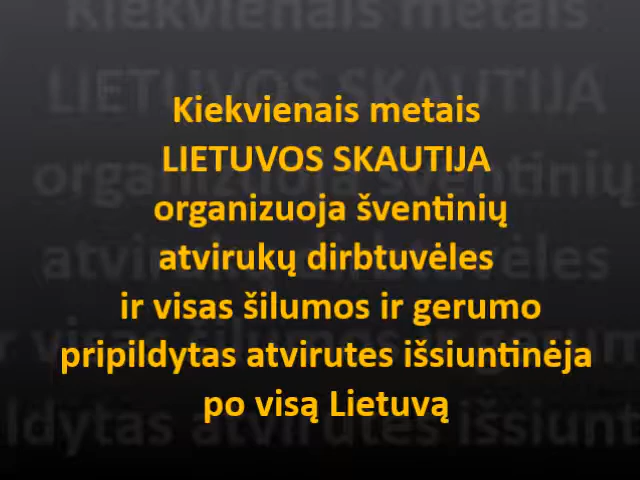 Kiekvienais metais
LIETUVOS SKAUTIJA
organizuoja šventinių
atvirukų dirbtuvėles
ir visas šilumos ir gerumo
pripildytas atvirutes išsiuntinėja
po visą Lietuvą